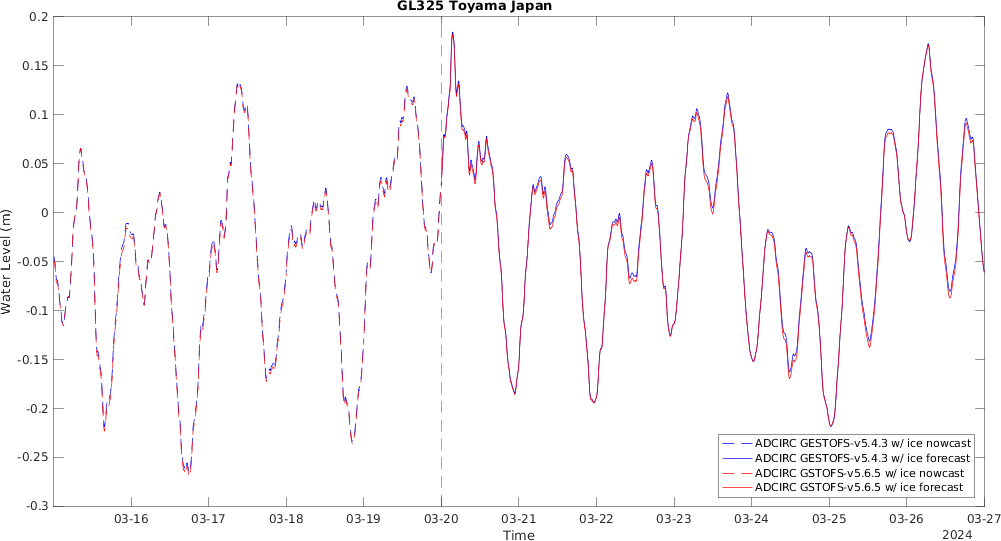 GL325 Toyama Japan
0.2
0.15
0.1
0.05
0
-0.05
-0.1
-0.15
-0.2
-0.25
-0.3
Water Level (m)
ADCIRC GESTOFS-v5.4.3 w/ ice nowcast
ADCIRC GESTOFS-v5.4.3 w/ ice forecast
ADCIRC GSTOFS-v5.6.5 w/ ice nowcast
ADCIRC GSTOFS-v5.6.5 w/ ice forecast
03-16 03-17 03-18 03-19 03-20 03-21 03-22 03-23 03-24 03-25 03-26 03-27
Time
2024